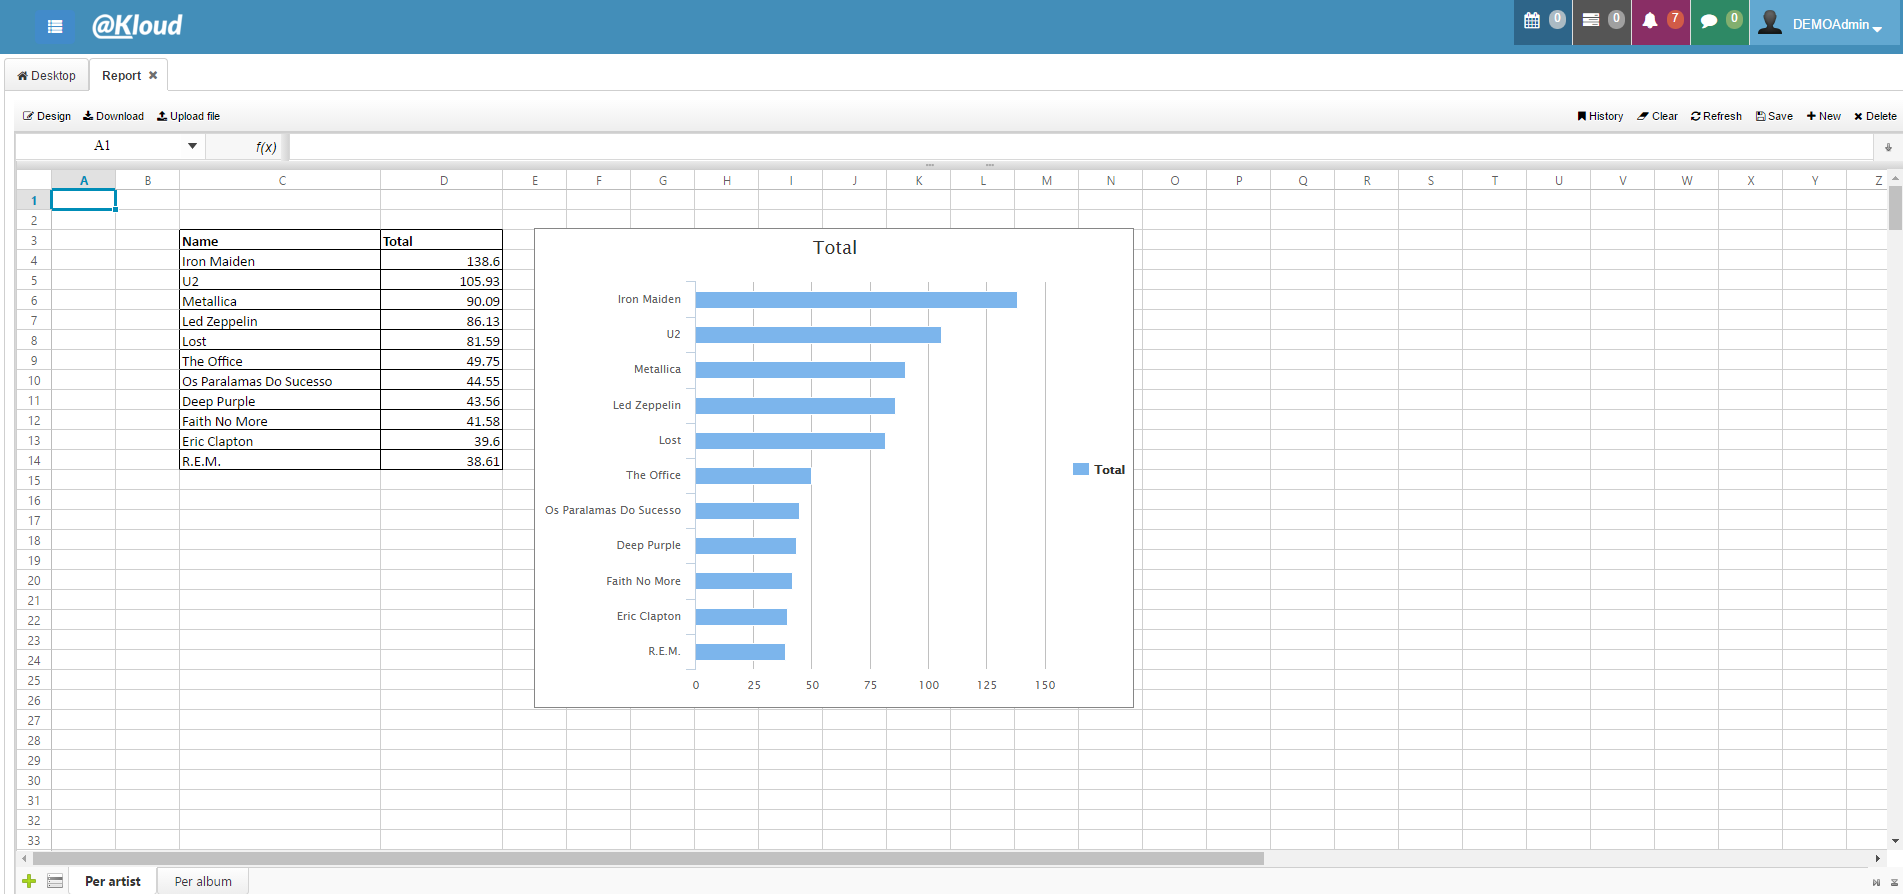 @Kloud 0 0 7 0 DEMOAdmin
Desktop Report
Design Download Upload file History Clear Refresh Save New Delete
A1 f(x)
A B C D E F G H I J K L M N O P Q R S T U V W X Y Z
1
2
3 Name Total
4 Iron Maiden 138.6
5 U2 105.93
6 Metallica 90.09
7 Led Zeppelin 86.13
8 Lost 81.59
9 The Office 49.75
10 Os Paralamas Do Sucesso 44.55
11 Deep Purple 43.56
12 Faith No More 41.58
13 Eric Clapton 39.6
14 R.E.M. 38.61
15
16
17
18
19
20
21
22
23
24
25
26
27
28
29
30
31
32
33
Total
Iron Maiden
U2
Metallica
Led Zeppelin
Lost
The Office
Os Paralamas Do Sucesso
Deep Purple
Faith No More
Eric Clapton
R.E.M.
0 25 50 75 100 125 150
Total
Per artist Per album